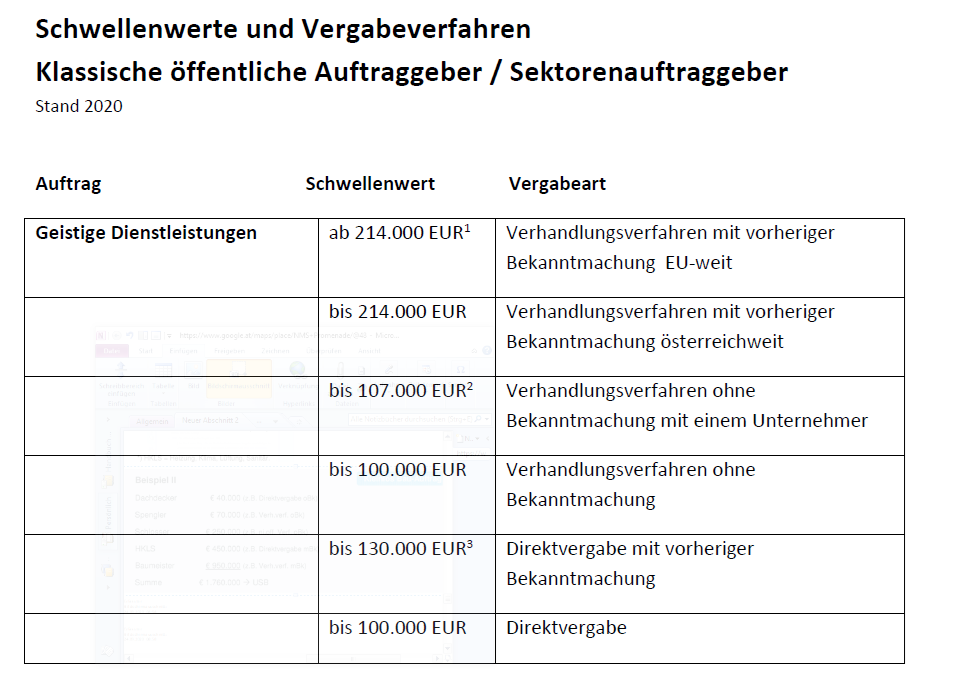 Schwellenwerte und Vergabeverfahren
Klassische öffentliche Auftraggeber / Sektorenauftraggeber
Stand 2020
Auftrag Schwellenwert Vergabeart
Geistige Dienstleistungen ab 214.000 EUR¹ Verhandlungsverfahren mit vorheriger
Bekanntmachung EU-weit
bis 214.000 EUR Verhandlungsverfahren mit vorheriger
Bekanntmachung österreichweit
bis 107.000 EUR² Verhandlungsverfahren ohne
Bekanntmachung mit einem Unternehmer
bis 100.000 EUR Verhandlungsverfahren ohne
Bekanntmachung
bis 130.000 EUR³ Direktvergabe mit vorheriger
Bekanntmachung
bis 100.000 EUR Direktvergabe
Beispiel II